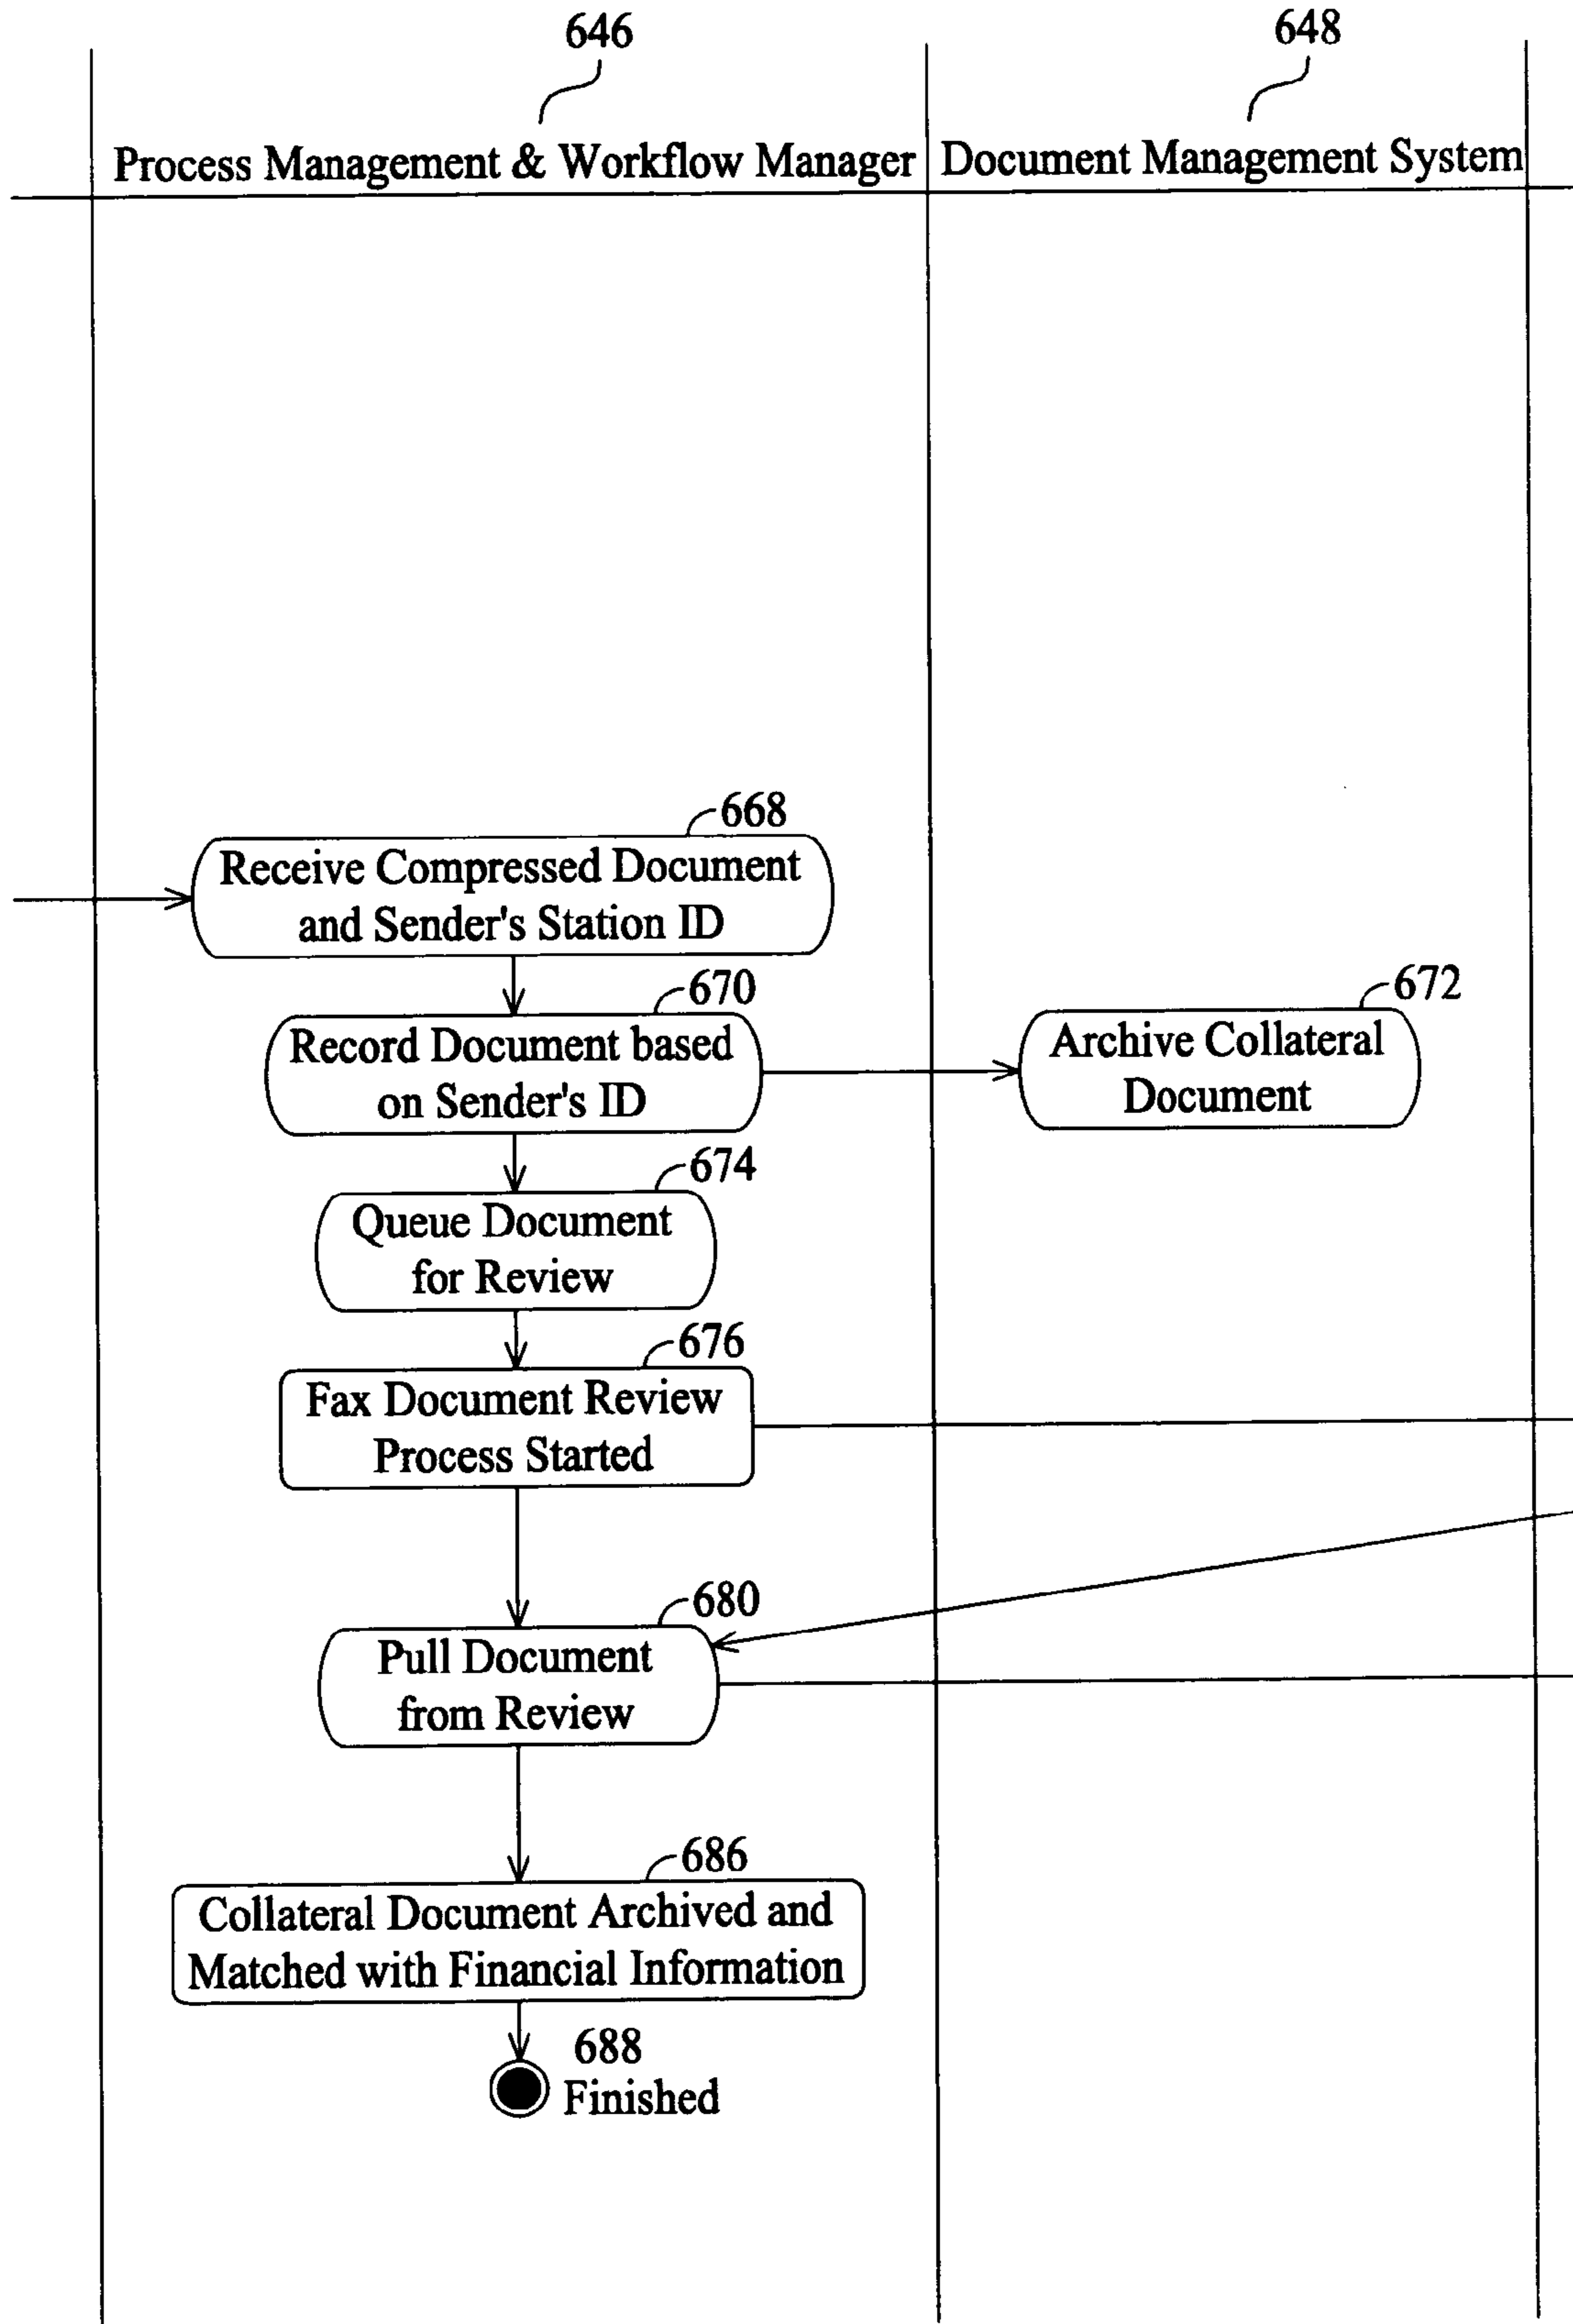 646
648
Process Management & Workflow Manager
Document Management System
668
Receive Compressed Document
and Sender's Station ID
670
Record Document based
on Sender's ID
672
Archive Collateral
Document
674
Queue Document
for Review
676
Fax Document Review
Process Started
680
Pull Document
from Review
686
Collateral Document Archived and
Matched with Financial Information
688
Finished